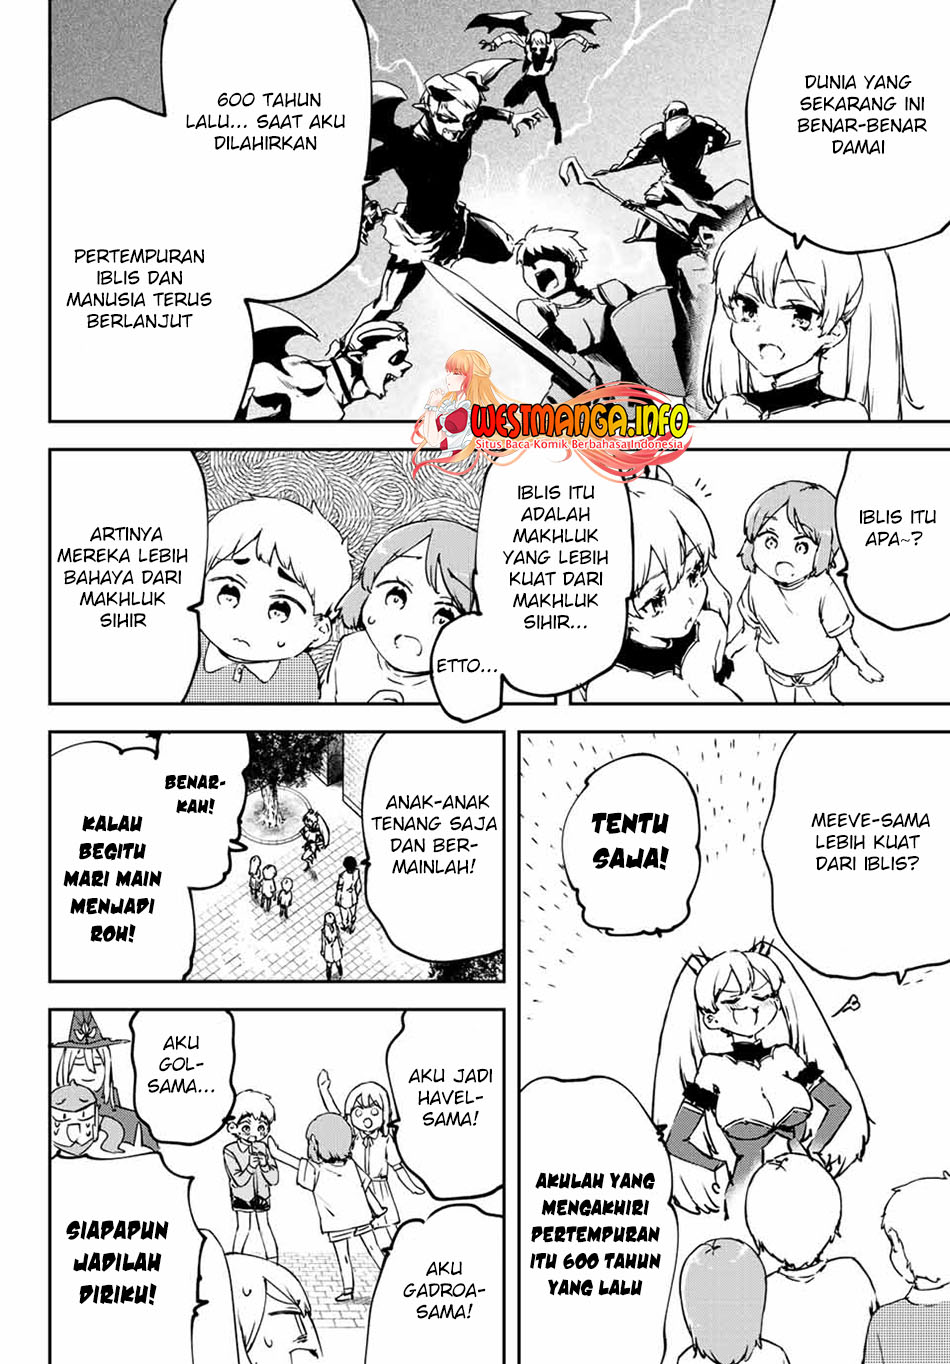 DUNIA YANG
SEKARANG INI
BENAR-BENAR
DAMAI
600 TAHUN
LALU... SAAT AKU
DILAHIRKAN
PERTEMPURAN
IBLIS DAN
MANUSIA TERUS
BERLANJUT
WESTMANGA.INFO
Situs Baca Komik Berbahasa Indonesia
IBLIS ITU
APA~?
IBLIS ITU
ADALAH
MAKHLUK
YANG LEBIH
KUAT DARI
MAKHLUK
SIHIR...
ETTO...
ARTINYA
MEREKA LEBIH
BAHAYA DARI
MAKHLUK
SIHIR
MEEVE-SAMA
LEBIH KUAT
DARI IBLIS?
TENTU
SAJA!
AKULAH YANG
MENGAKHIRI
PERTEMPURAN
ITU 600 TAHUN
YANG LALU
ANAK-ANAK
TENANG SAJA
DAN BER-
MAINLAH!
BENAR-
KAH!
KALAU
BEGITU
MARI MAIN
MENJADI
ROH!
AKU JADI
HAVEL-
SAMA!
AKU
GOL-
SAMA...
AKU
GADROA-
SAMA!
SIAPAPUN
JADILAH
DIRIKU!